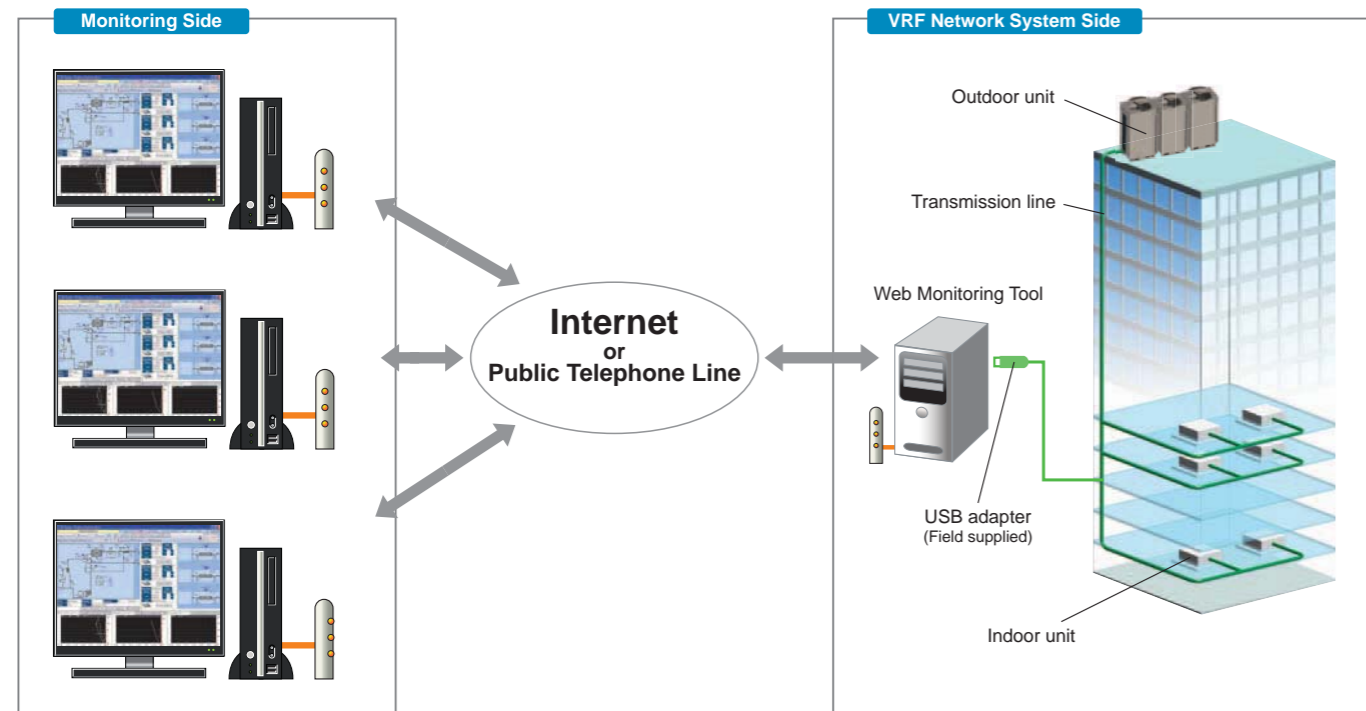 Monitoring Side
VRF Network System Side
Outdoor unit
Transmission line
Web Monitoring Tool
Internet
or
Public Telephone Line
USB adapter
(Field supplied)
Indoor unit